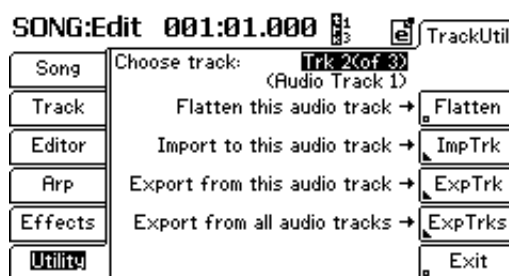 SONG:Edit 001:01.000 1 3 e TrackUtil
Song
Choose track: Trk 2(of 3)
(Audio Track 1)
Track
Flatten this audio track → Flatten
Editor
Import to this audio track → ImpTrk
Arp
Export from this audio track → ExpTrk
Effects
Export from all audio tracks → ExpTrks
Utility
Exit